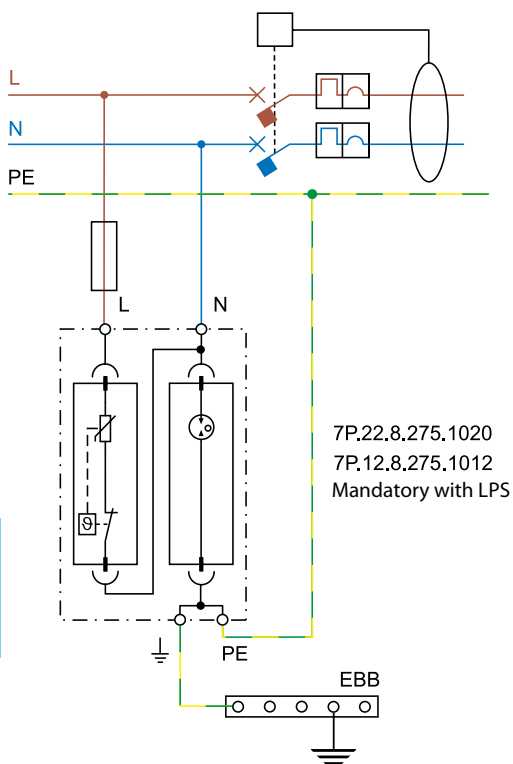 L
N
PE
L N
7P.22.8.275.1020
7P.12.8.275.1012
Mandatory with LPS
ϑ
PE
EBB